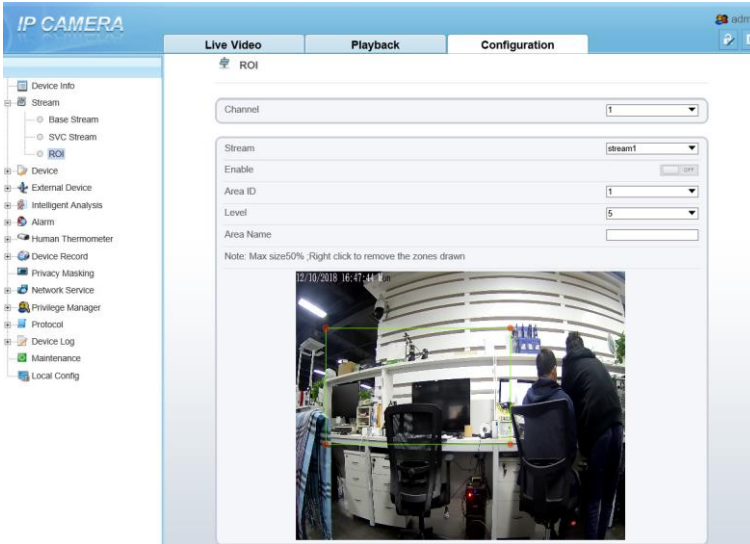 IP CAMERA
Live Video
Playback
Configuration
ROI
Device Info
Stream
Base Stream
SVC Stream
ROI
Device
External Device
Intelligent Analysis
Alarm
Human Thermometer
Device Record
Privacy Masking
Network Service
Privilege Manager
Protocol
Device Log
Maintenance
Local Config
Channel 1
Stream stream1
Enable OFF
Area ID 1
Level 5
Area Name
Note: Max size50% ;Right click to remove the zones drawn
12/10/2018 16:47:44 Mon